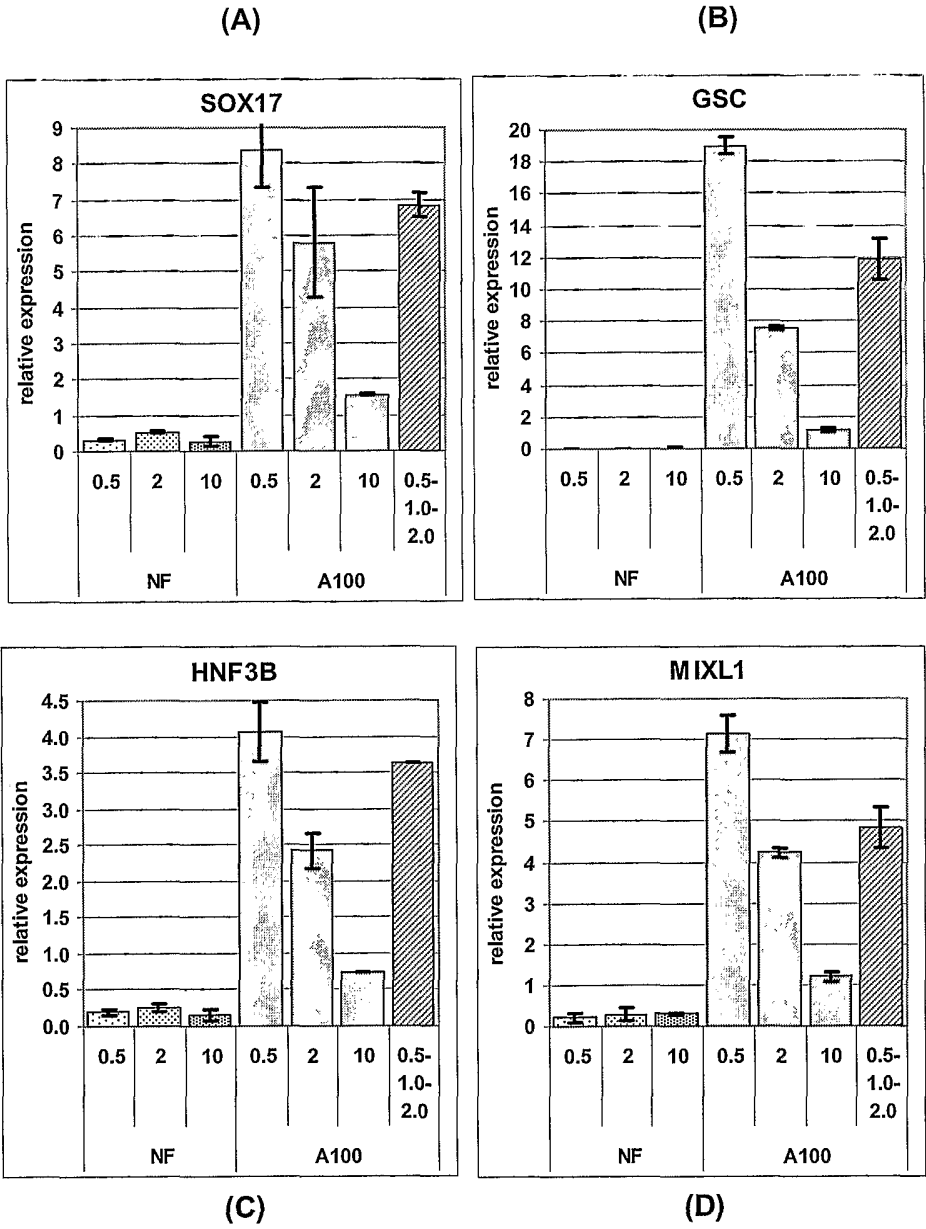 (A)
(B)
SOX17
relative expression
9
8
7
6
5
4
3
2
1
0
0.5 2 10 0.5 2 10 0.5-
1.0-
2.0
NF A100
GSC
relative expression
20
18
16
14
12
10
8
6
4
2
0
0.5 2 10 0.5 2 10 0.5-
1.0-
2.0
NF A100
HNF3B
relative expression
4.5
4.0
3.5
3.0
2.5
2.0
1.5
1.0
0.5
0.0
0.5 2 10 0.5 2 10 0.5-
1.0-
2.0
NF A100
MIXL1
relative expression
8
7
6
5
4
3
2
1
0
0.5 2 10 0.5 2 10 0.5-
1.0-
2.0
NF A100
(C)
(D)